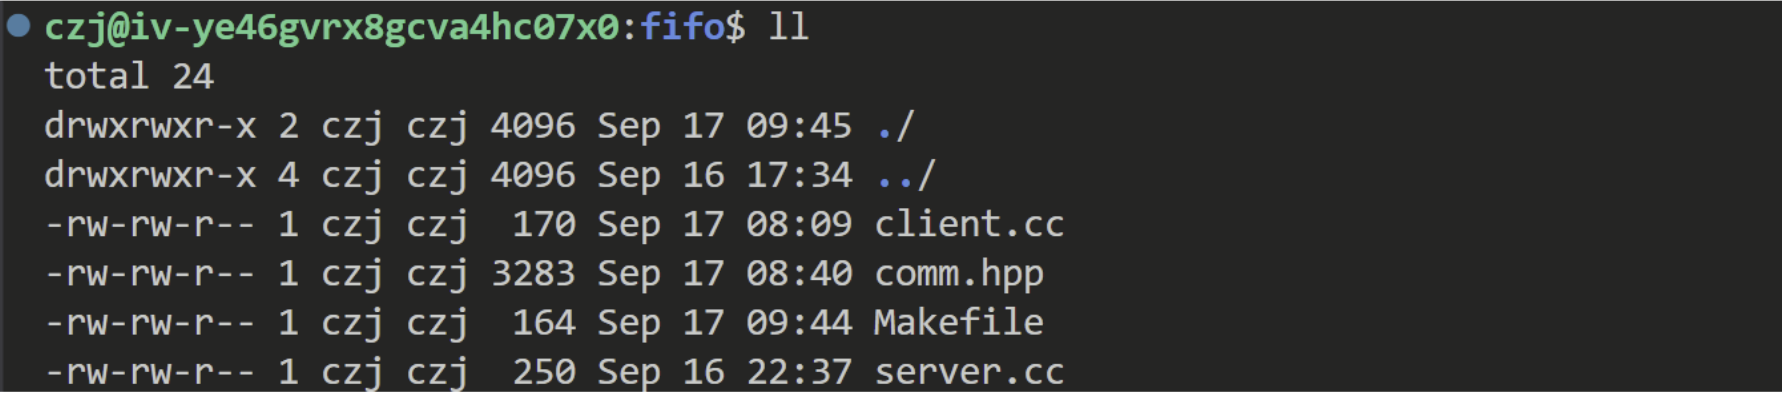 czj@iv-ye46gvrx8gcva4hc07x0:fifo$ ll
total 24
drwxrwxr-x 2 czj czj 4096 Sep 17 09:45 ./
drwxrwxr-x 4 czj czj 4096 Sep 16 17:34 ../
-rw-rw-r-- 1 czj czj  170 Sep 17 08:09 client.cc
-rw-rw-r-- 1 czj czj 3283 Sep 17 08:40 comm.hpp
-rw-rw-r-- 1 czj czj  164 Sep 17 09:44 Makefile
-rw-rw-r-- 1 czj czj  250 Sep 16 22:37 server.cc